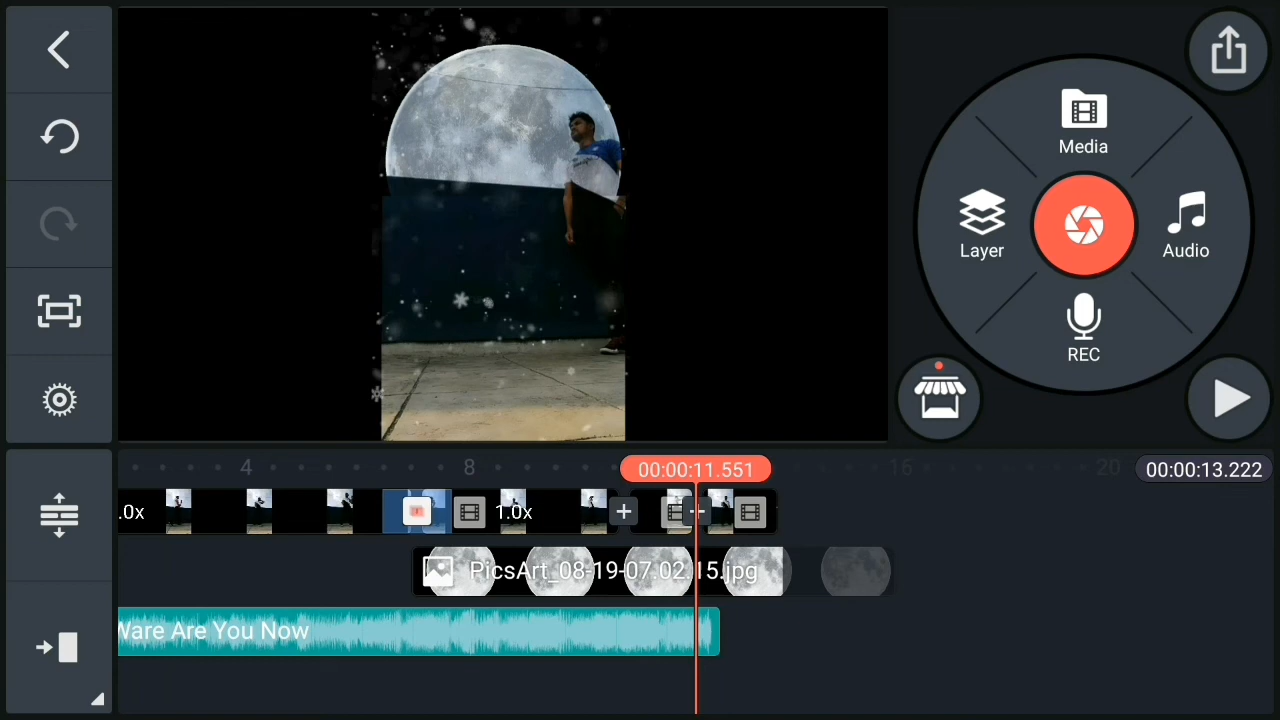 Media
Layer
Audio
REC
4
8
00:00:11.551
15
20
00:00:13.222
.0x
1.0x
PicsArt_08-19-07.02.15.jpg
Ware Are You Now